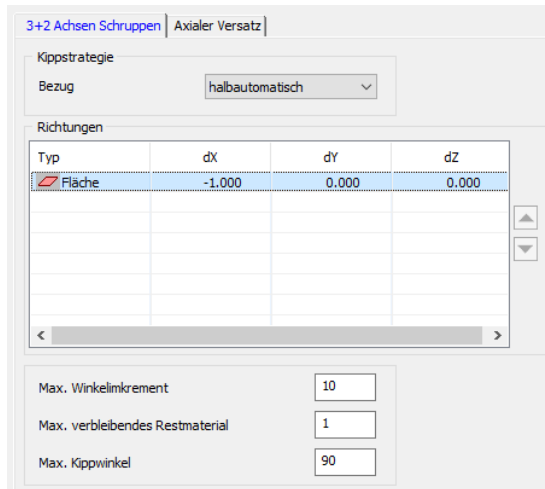 3+2 Achsen Schruppen Axialer Versatz
Kippstrategie
Bezug halbautomatisch
Richtungen
Typ dX dY dZ
Fläche -1.000 0.000 0.000
Max. Winkelimkrement 10
Max. verbleibendes Restmaterial 1
Max. Kippwinkel 90